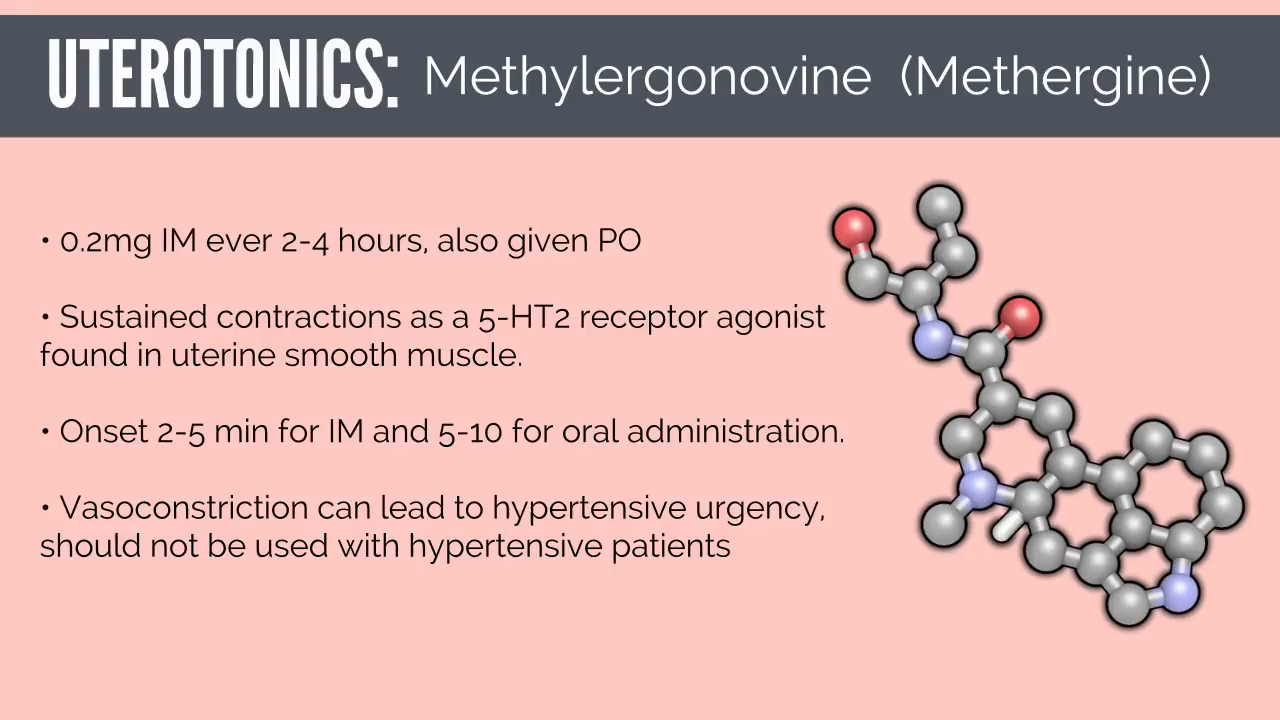 UTEROTONICS: Methylergonovine (Methergine)
• 0.2mg IM ever 2-4 hours, also given PO
• Sustained contractions as a 5-HT2 receptor agonist
found in uterine smooth muscle.
• Onset 2-5 min for IM and 5-10 for oral administration.
• Vasoconstriction can lead to hypertensive urgency,
should not be used with hypertensive patients